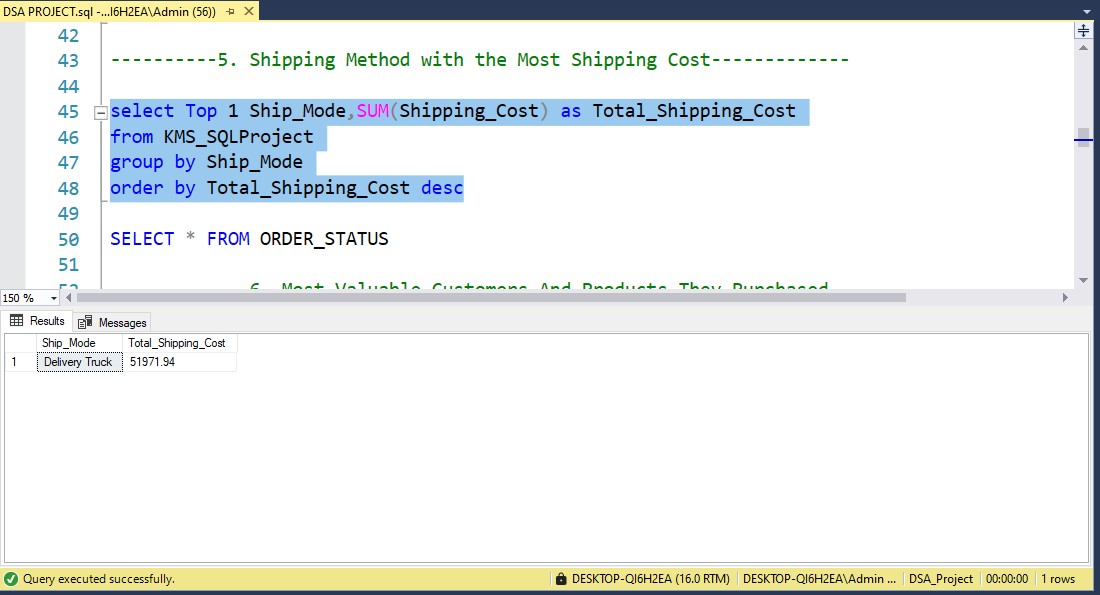 DSA PROJECT.sql -...I6H2EA\Admin (56))
42
43 ----------5. Shipping Method with the Most Shipping Cost-------------
44
45 select Top 1 Ship_Mode,SUM(Shipping_Cost) as Total_Shipping_Cost
46 from KMS_SQLProject
47 group by Ship_Mode
48 order by Total_Shipping_Cost desc
49
50 SELECT * FROM ORDER_STATUS
51
52 6. Most Valuable Customers And Products They Purchased
150 %
Results Messages
Ship_Mode Total_Shipping_Cost
1 Delivery Truck 51971.94
Query executed successfully. DESKTOP-QI6H2EA (16.0 RTM) DESKTOP-QI6H2EA\Admin ... DSA_Project 00:00:00 1 rows